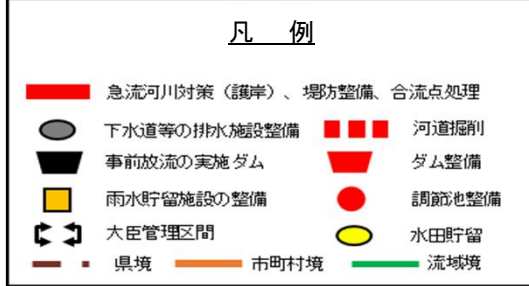 凡 例
急流河川対策（護岸）、堤防整備、合流点処理
下水道等の排水施設整備 河道掘削
事前放流の実施ダム ダム整備
雨水貯留施設の整備 調節池整備
大臣管理区間 水田貯留
県境 市町村境 流域境